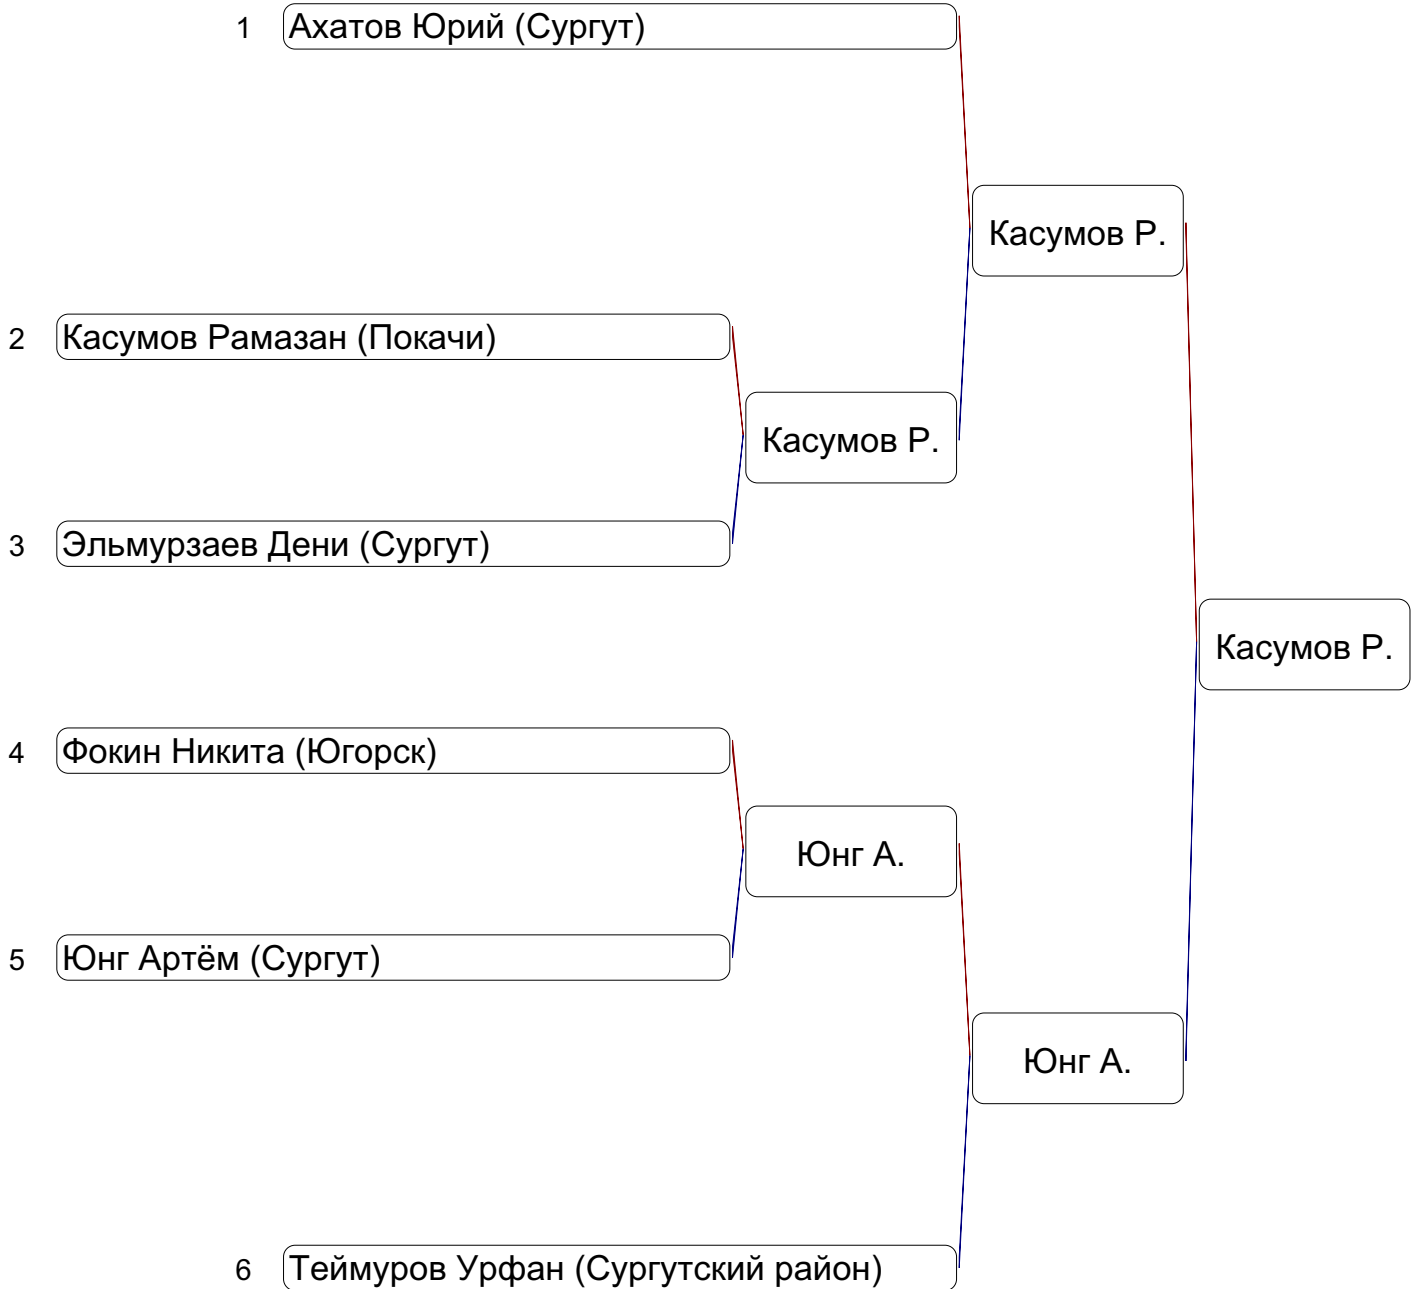 1 Ахатов Юрий (Сургут)
Касумов Р.
2 Касумов Рамазан (Покачи)
Касумов Р.
3 Эльмурзаев Дени (Сургут)
Касумов Р.
4 Фокин Никита (Югорск)
Юнг А.
5 Юнг Артём (Сургут)
Юнг А.
6 Теймуров Урфан (Сургутский район)